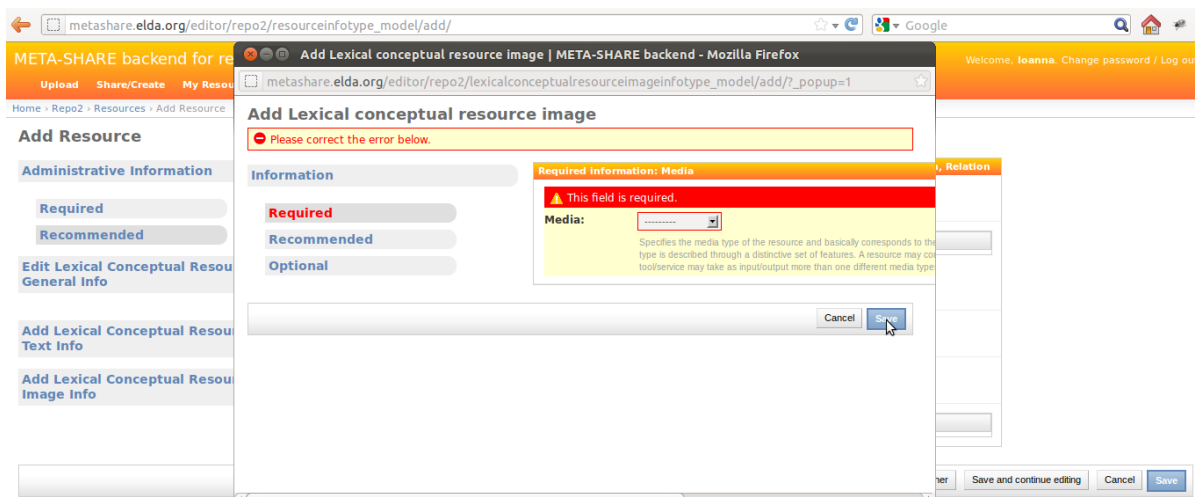 metashare.elda.org/editor/repo2/resourceinfotype_model/add/
Google
META-SHARE backend for re
Welcome, Ioanna. Change password / Log ou
Upload Share/Create My Resou
Home › Repo2 › Resources › Add Resource
Add Resource
Administrative Information
Required
Recommended
Edit Lexical Conceptual Resou
General Info
Add Lexical Conceptual Resou
Text Info
Add Lexical Conceptual Resou
Image Info
Add Lexical conceptual resource image | META-SHARE backend - Mozilla Firefox
metashare.elda.org/editor/repo2/lexicalconceptualresourceimageinfotype_model/add/?_popup=1
Add Lexical conceptual resource image
Please correct the error below.
Information
Required
Recommended
Optional
Required information: Media
This field is required.
Media: ---------
Specifies the media type of the resource and basically corresponds to the
type is described through a distinctive set of features. A resource may co
tool/service may take as input/output more than one different media type
Cancel Save
, Relation
her Save and continue editing Cancel Save